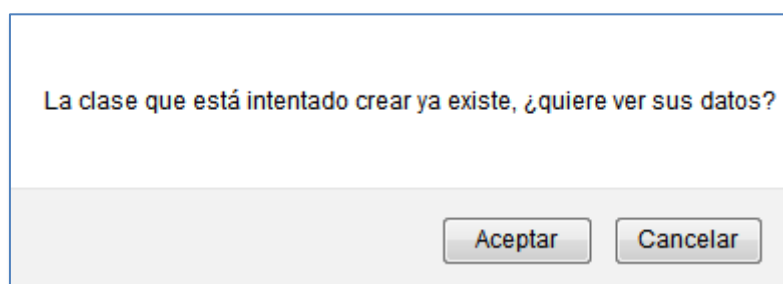 La clase que está intentado crear ya existe, ¿quiere ver sus datos?
Aceptar Cancelar